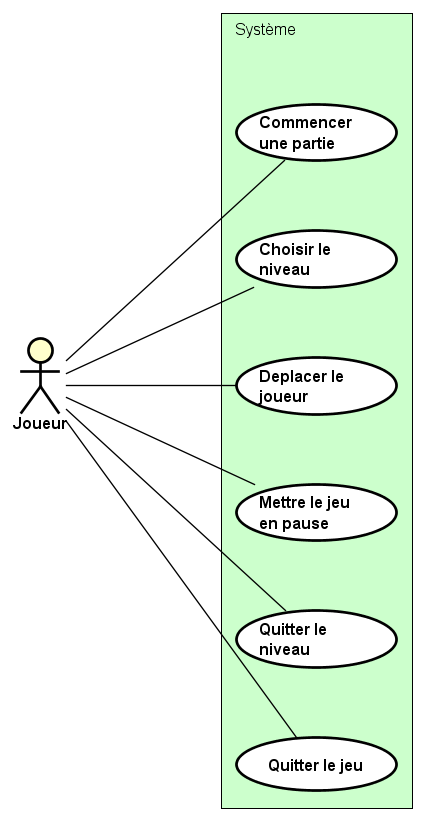 Système
Commencer
une partie
Choisir le
niveau
Deplacer le
joueur
Joueur
Mettre le jeu
en pause
Quitter le
niveau
Quitter le jeu